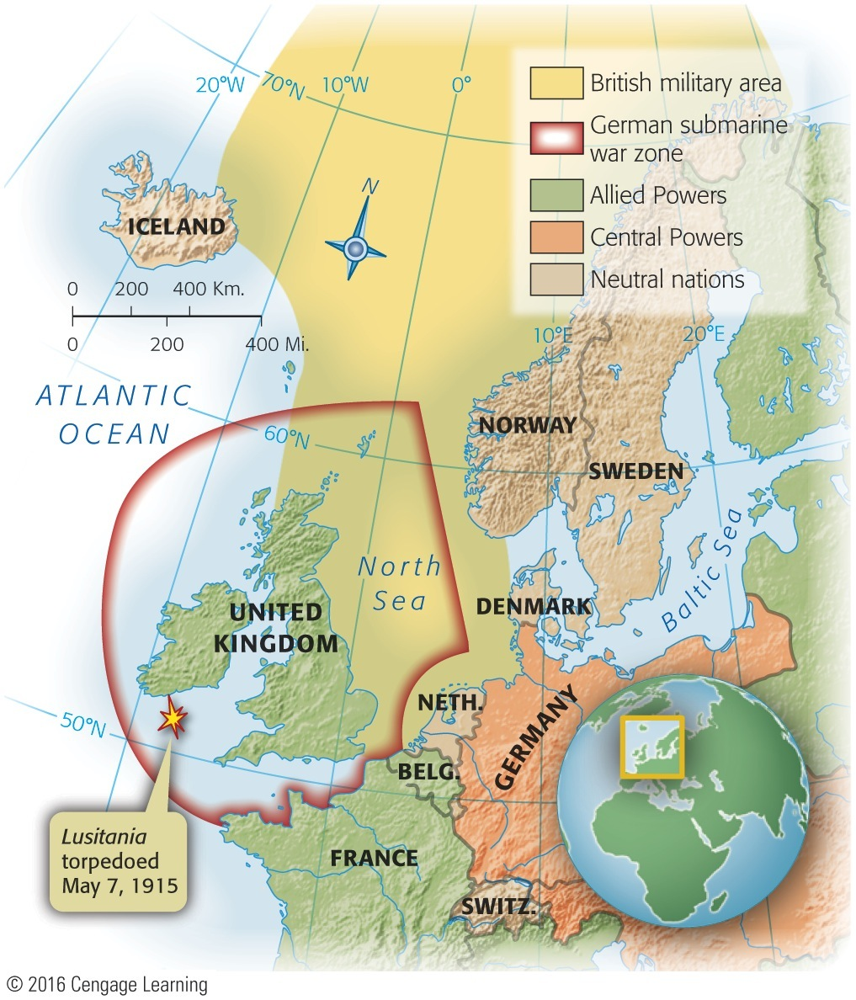 20°W
70°N
10°W
0°
British military area
German submarine
war zone
Allied Powers
Central Powers
Neutral nations
N
ICELAND
0 200 400 Km.
0 200 400 Mi.
10°E
20°E
ATLANTIC
OCEAN
60°N
NORWAY
SWEDEN
North
Sea
Baltic Sea
UNITED
KINGDOM
DENMARK
NETH.
GERMANY
50°N
BELG.
Lusitania
torpedoed
May 7, 1915
FRANCE
SWITZ.
© 2016 Cengage Learning